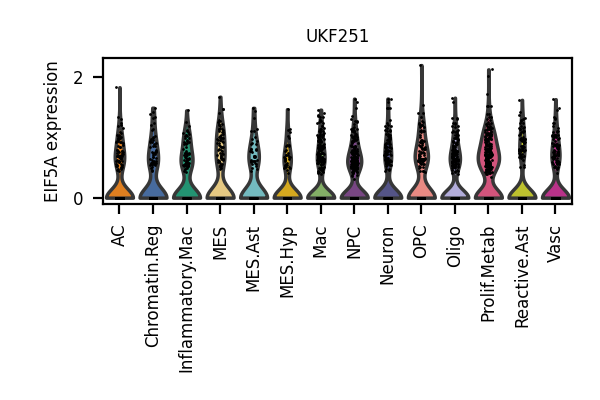 UKF251
EIF5A expression
2
0
AC
Chromatin.Reg
Inflammatory.Mac
MES
MES.Ast
MES.Hyp
Mac
NPC
Neuron
OPC
Oligo
Prolif.Metab
Reactive.Ast
Vasc